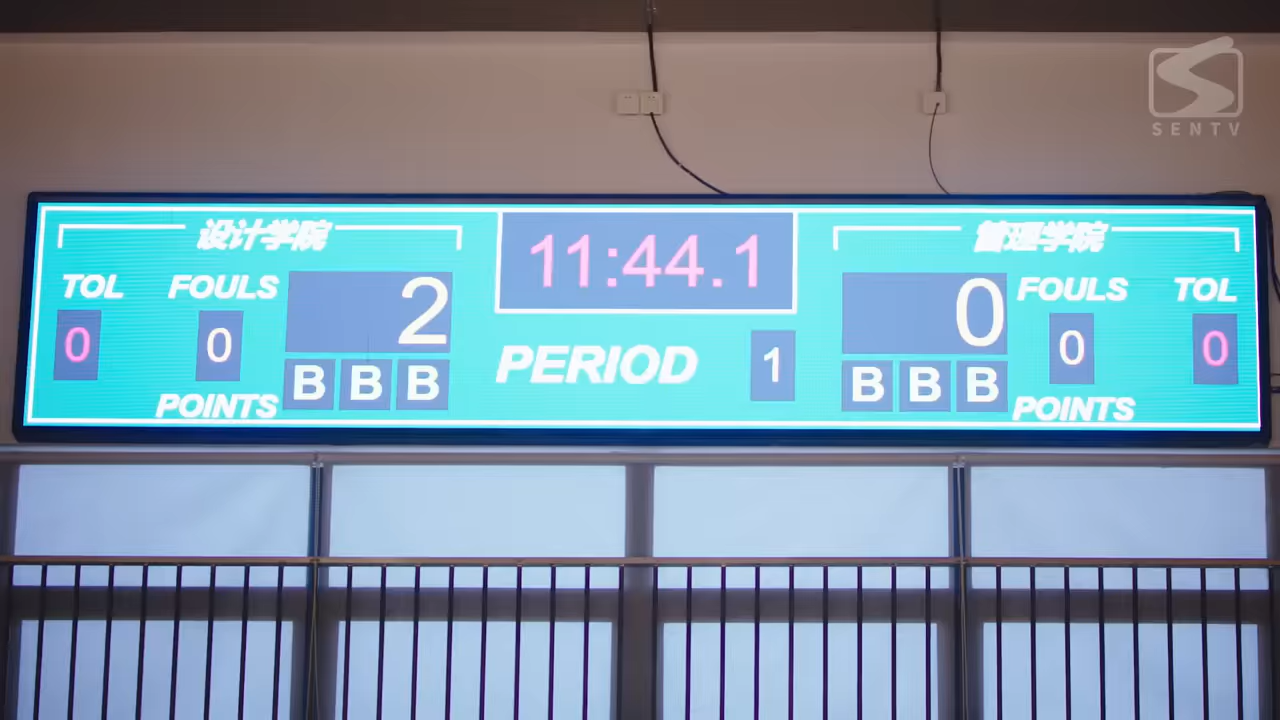 SENTV
设计学院
11:44.1
管理学院
TOL
FOULS
2
0
FOULS
TOL
0
0
PERIOD
1
0
0
B B B
B B B
POINTS
POINTS